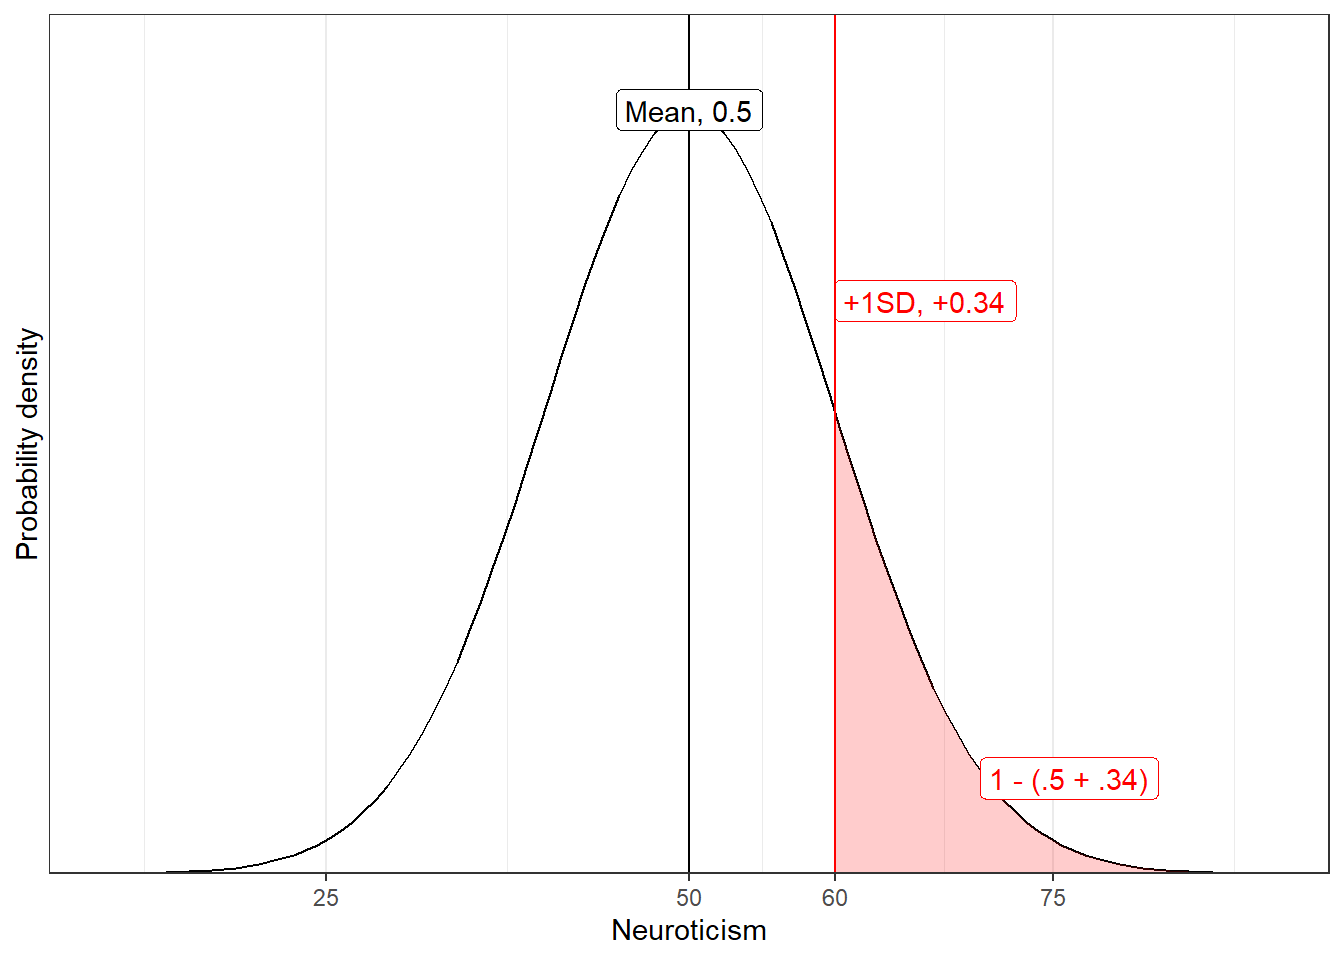 Mean, 0.5
+1SD, +0.34
1 - (.5 + .34)
Probability density
25
50
60
75
Neuroticism